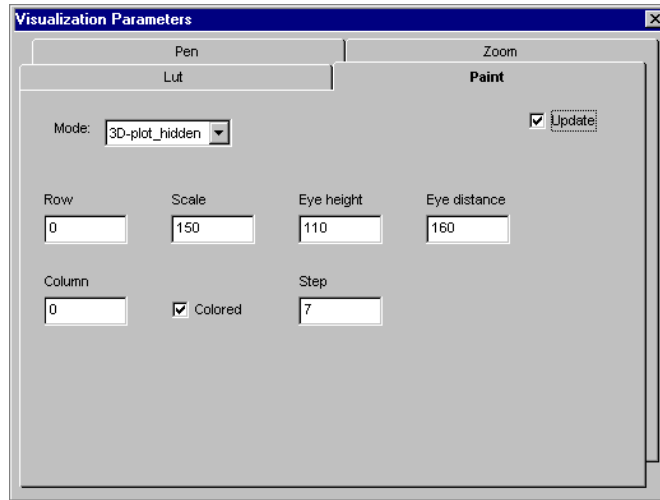 Visualization Parameters
Pen Zoom
Lut Paint
Mode: 3D-plot_hidden Update
Row Scale Eye height Eye distance
0 150 110 160
Column Step
0 Colored 7